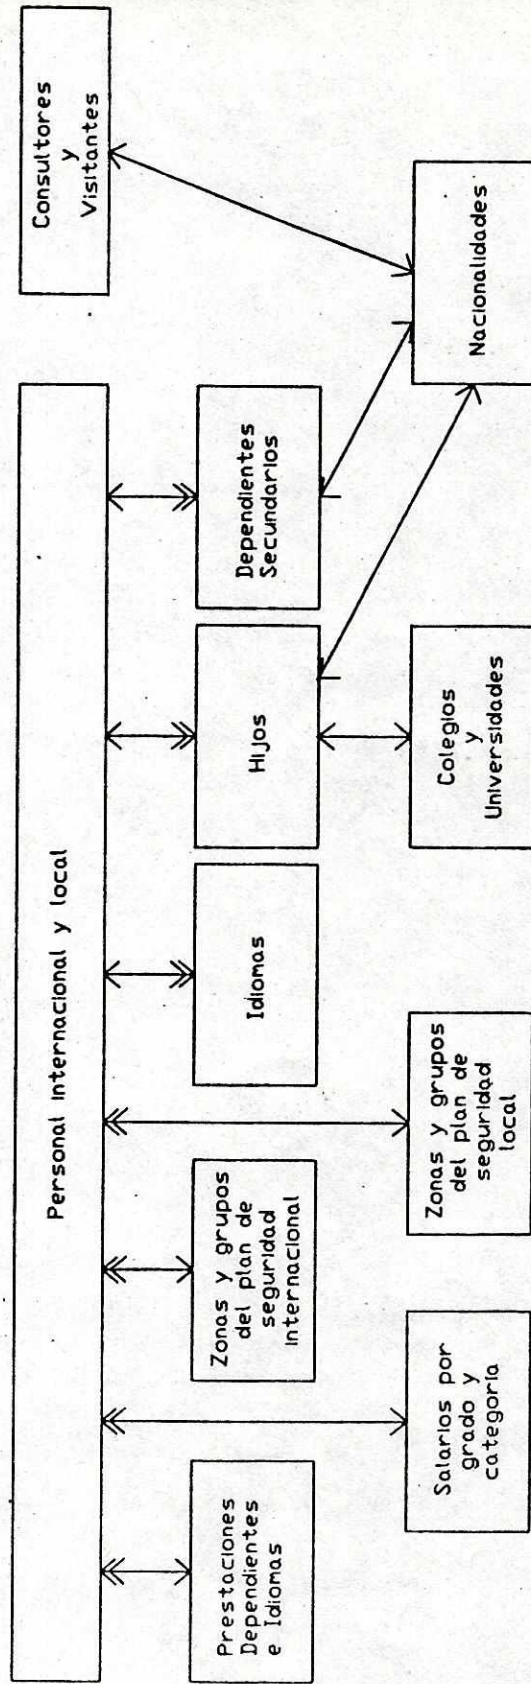 Personal Internacional y local
Consultores
y
Visitantes
Prestaciones
Dependientes
e Idiomas
Zonas y grupos
del plan de
seguridad
Internacional
Idiomas
Hijos
Dependientes
Secundarios
Salarios por
grado y
categoría
Zonas y grupos
del plan de
seguridad
local
Colegios
y
Universidades
Nacionalidades